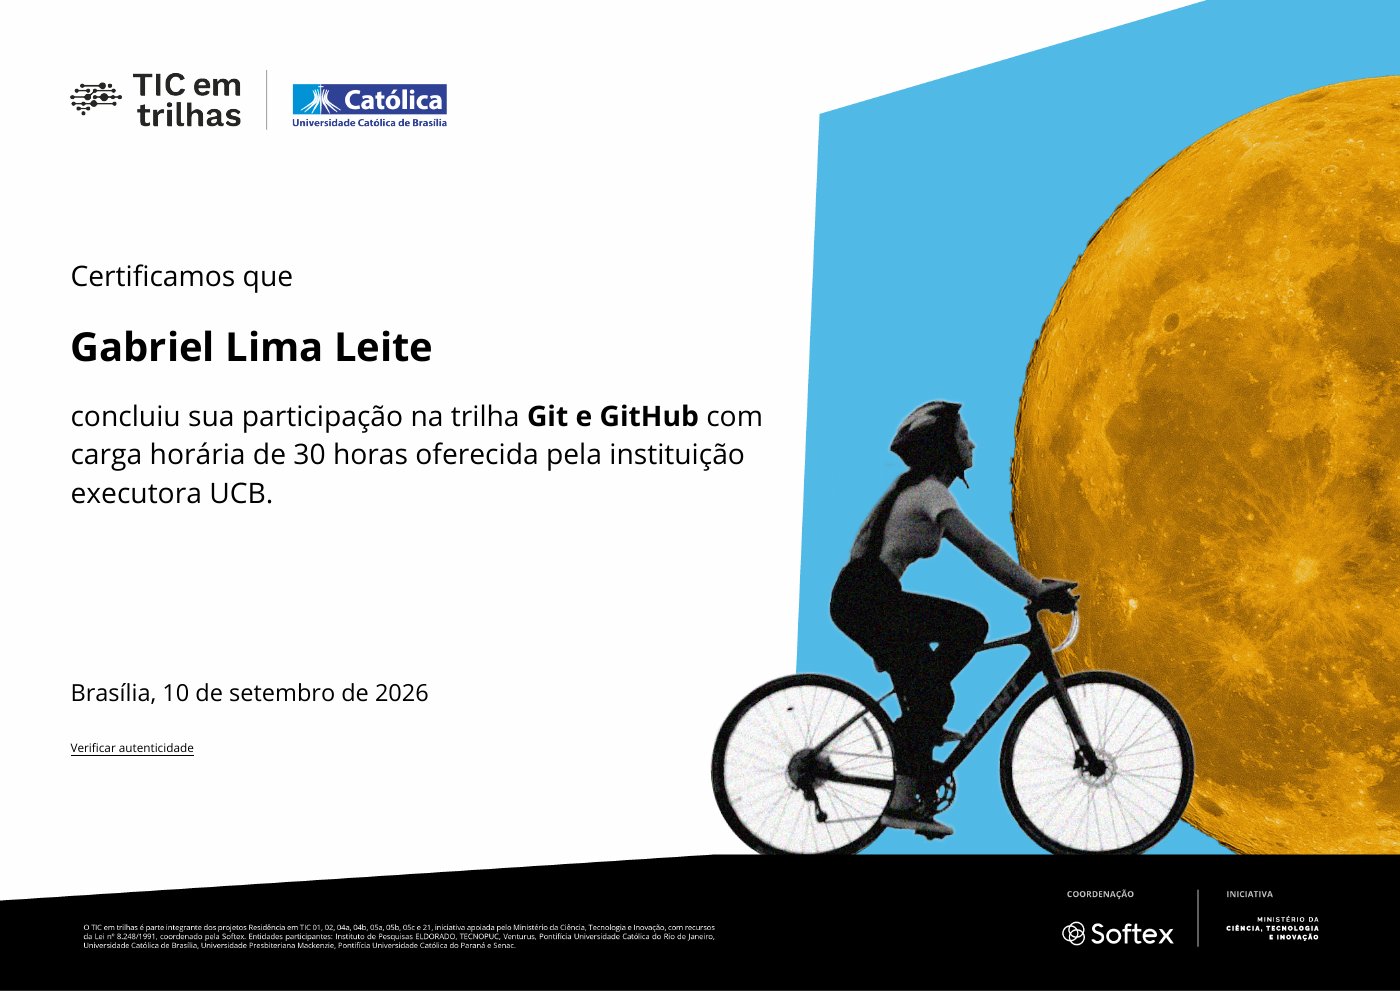 TIC em
trilhas
Católica
Universidade Católica de Brasília
Certificamos que
Gabriel Lima Leite
concluiu sua participação na trilha Git e GitHub com
carga horária de 30 horas oferecida pela instituição
executora UCB.
Brasília, 10 de setembro de 2026
Verificar autenticidade
GIANT
COORDENAÇÃO
INICIATIVA
Softex
MINISTÉRIO DA
CIÊNCIA, TECNOLOGIA
E INOVAÇÃO
O TIC em trilhas é parte integrante dos projetos Residência em TIC 01, 02, 04a, 04b, 05a, 05b, 05c e 21, iniciativa apoiada pelo Ministério da Ciência, Tecnologia e Inovação, com recursos
da Lei nº 8.248/1991, coordenado pela Softex. Entidades participantes: Instituto de Pesquisas ELDORADO, TECNOPUC, Venturus, Pontifícia Universidade Católica do Rio de Janeiro,
Universidade Católica de Brasília, Universidade Presbiteriana Mackenzie, Pontifícia Universidade Católica do Paraná e Senac.